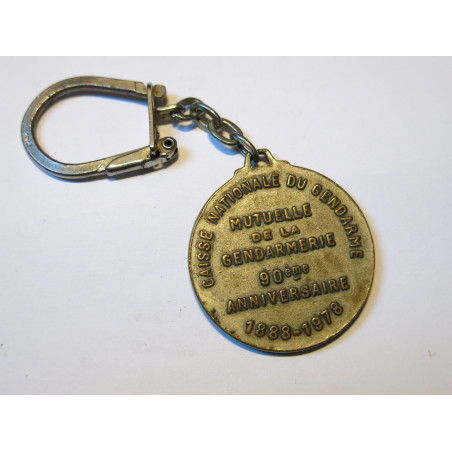 CAISSE NATIONALE DU GENDARME
MUTUELLE
DE LA
GENDARMERIE
90ème
ANNIVERSAIRE
1888-1978